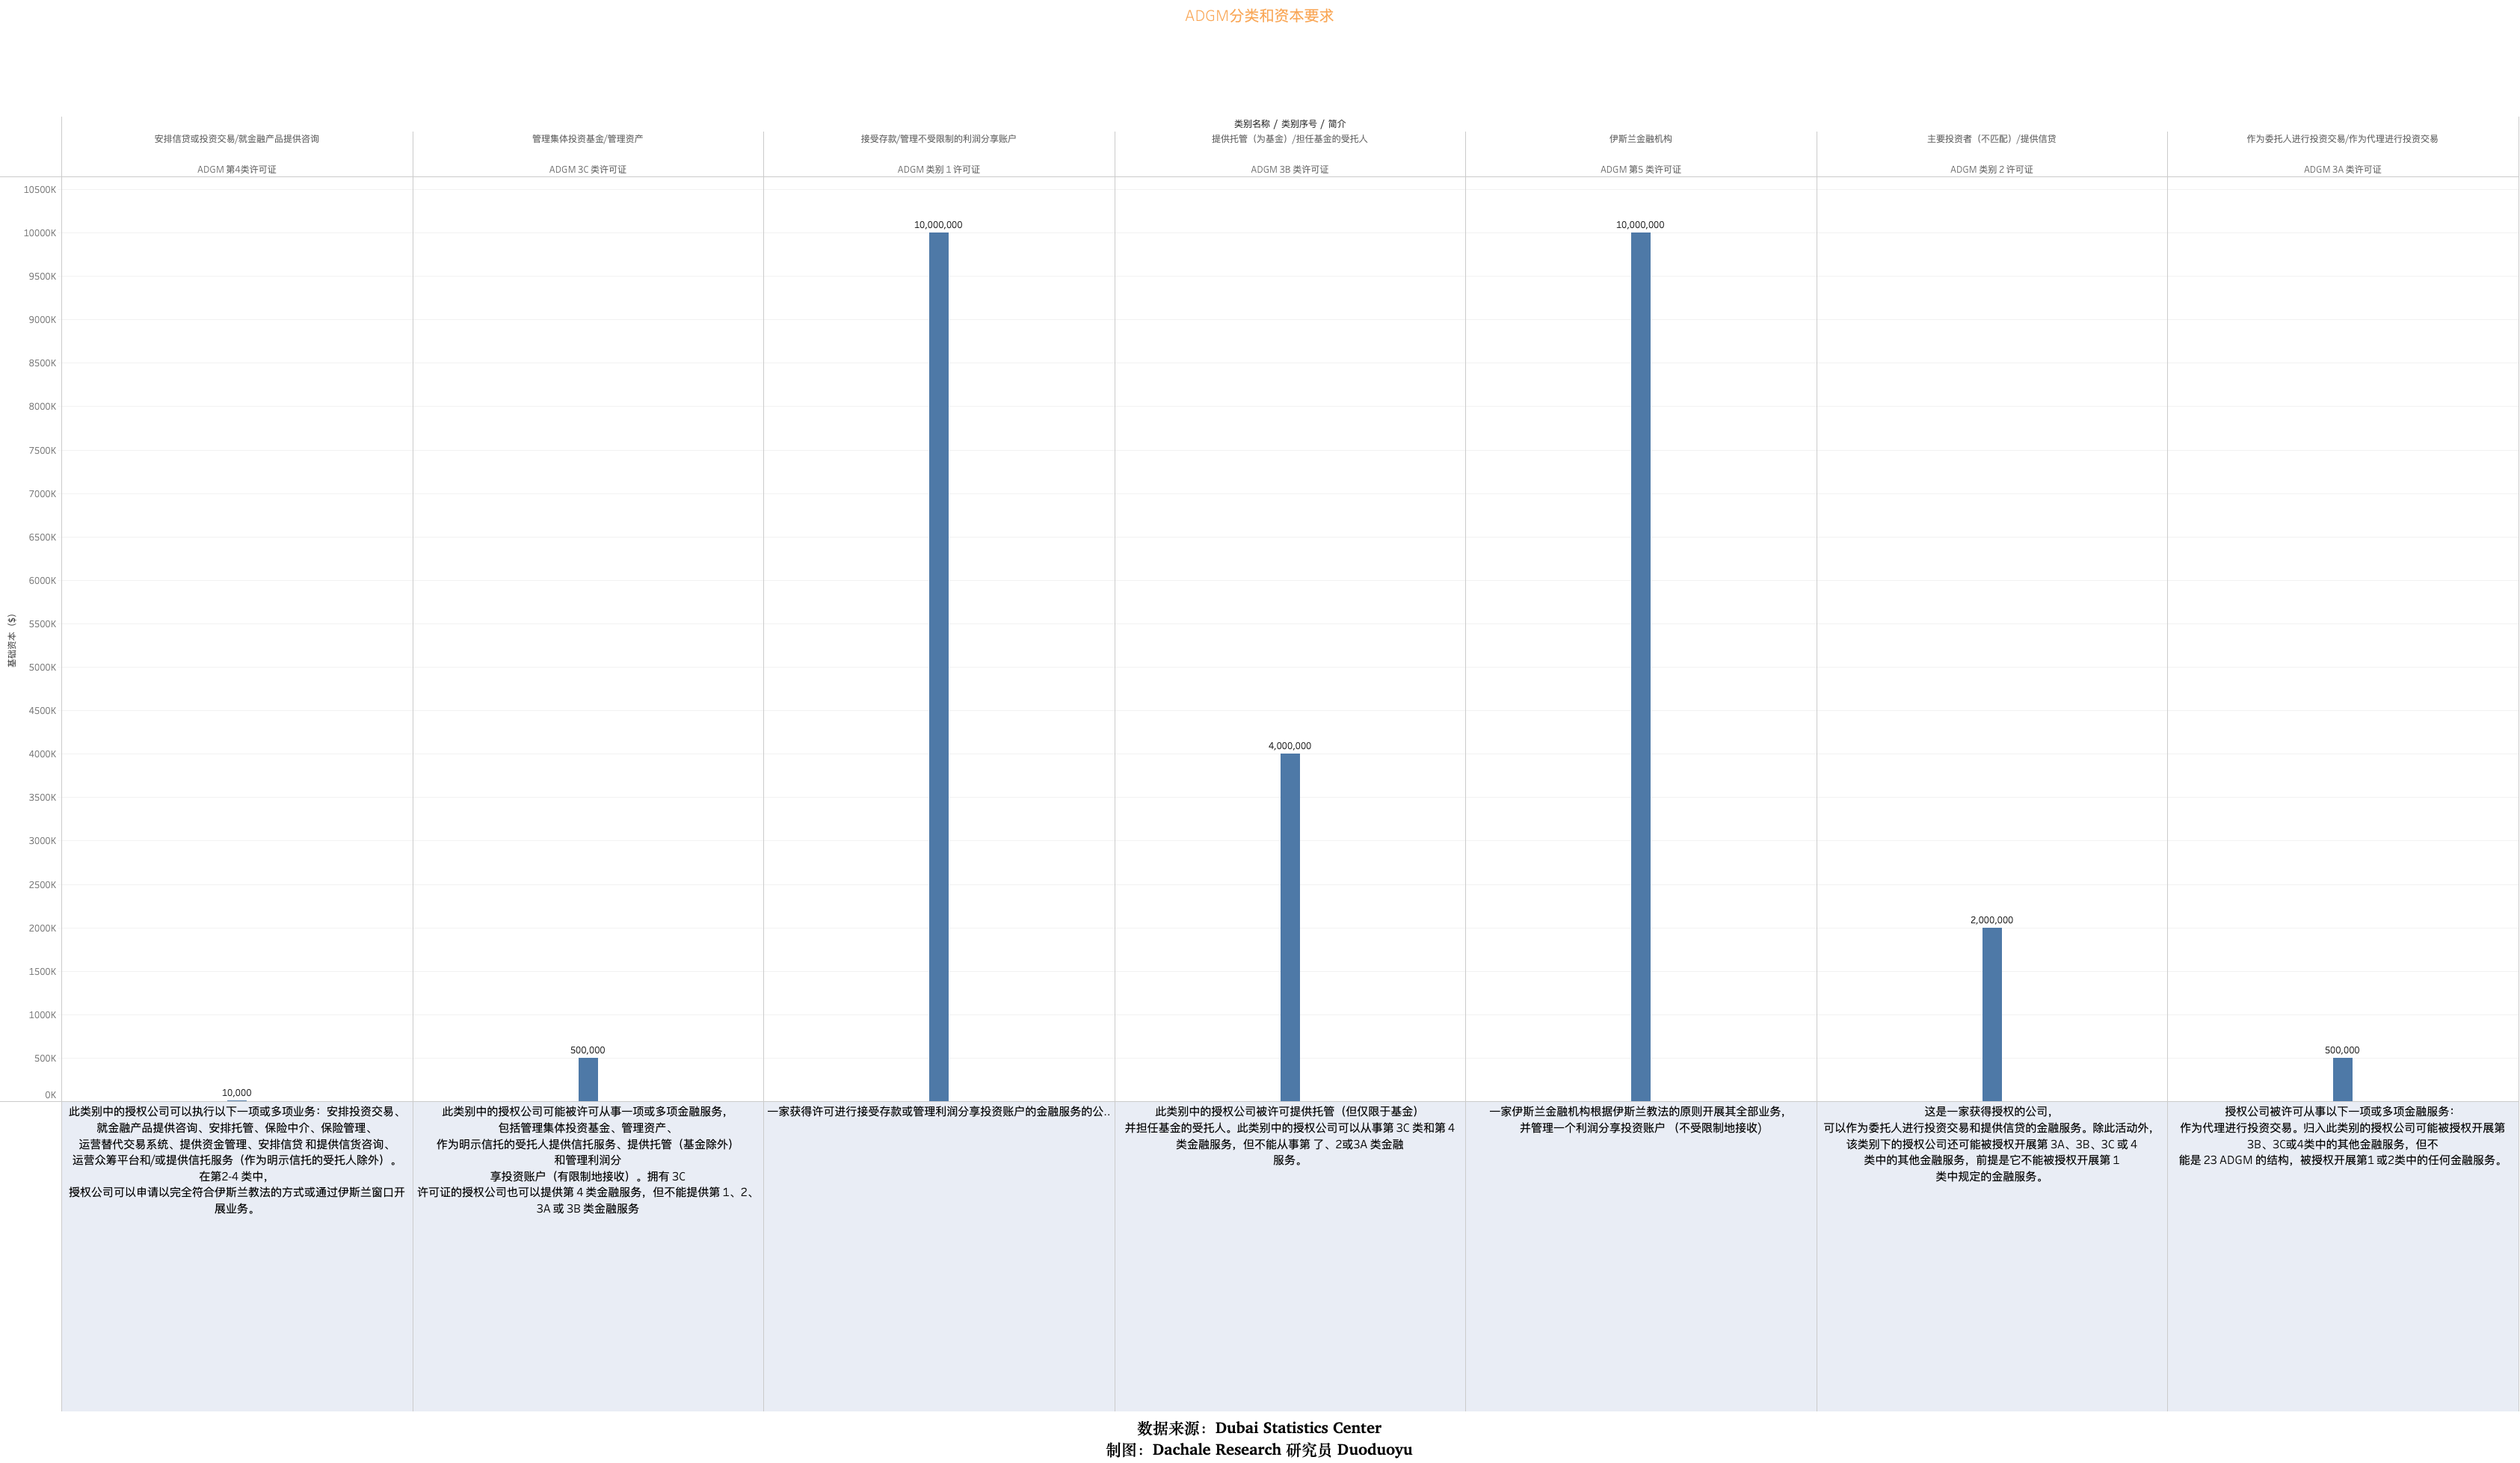 ADGM分类和资本要求
类别名称 / 类别序号 / 简介
安排信贷或投资交易/就金融产品提供咨询
管理集体投资基金/管理资产
接受存款/管理不受限制的利润分享账户
提供托管（为基金）/担任基金的受托人
伊斯兰金融机构
主要投资者（不匹配）/提供信贷
作为委托人进行投资交易/作为代理进行投资交易
ADGM 第4类许可证
ADGM 3C 类许可证
ADGM 类别 1 许可证
ADGM 3B 类许可证
ADGM 第5 类许可证
ADGM 类别 2 许可证
ADGM 3A 类许可证
基础资本（$）
10500K
10000K
9500K
9000K
8500K
8000K
7500K
7000K
6500K
6000K
5500K
5000K
4500K
4000K
3500K
3000K
2500K
2000K
1500K
1000K
500K
0K
10,000
500,000
10,000,000
4,000,000
10,000,000
2,000,000
500,000
此类别中的授权公司可以执行以下一项或多项业务：安排投资交易、
就金融产品提供咨询、安排托管、保险中介、保险管理、
运营替代交易系统、提供资金管理、安排信贷 和提供信货咨询、
运营众筹平台和/或提供信托服务（作为明示信托的受托人除外）。
在第2-4 类中，
授权公司可以申请以完全符合伊斯兰教法的方式或通过伊斯兰窗口开
展业务。
此类别中的授权公司可能被许可从事一项或多项金融服务，
包括管理集体投资基金、管理资产、
作为明示信托的受托人提供信托服务、提供托管（基金除外）
和管理利润分
享投资账户（有限制地接收）。拥有 3C
许可证的授权公司也可以提供第 4 类金融服务，但不能提供第 1、2、
3A 或 3B 类金融服务
一家获得许可进行接受存款或管理利润分享投资账户的金融服务的公..
此类别中的授权公司被许可提供托管（但仅限于基金）
并担任基金的受托人。此类别中的授权公司可以从事第 3C 类和第 4
类金融服务，但不能从事第 了、2或3A 类金融
服务。
一家伊斯兰金融机构根据伊斯兰教法的原则开展其全部业务，
并管理一个利润分享投资账户 （不受限制地接收)
这是一家获得授权的公司，
可以作为委托人进行投资交易和提供信贷的金融服务。除此活动外，
该类别下的授权公司还可能被授权开展第 3A、3B、3C 或 4
类中的其他金融服务，前提是它不能被授权开展第 1
类中规定的金融服务。
授权公司被许可从事以下一项或多项金融服务：
作为代理进行投资交易。归入此类别的授权公司可能被授权开展第
3B、3C或4类中的其他金融服务，但不
能是 23 ADGM 的结构，被授权开展第1 或2类中的任何金融服务。
数据来源：Dubai Statistics Center
制图：Dachale Research 研究员 Duoduoyu